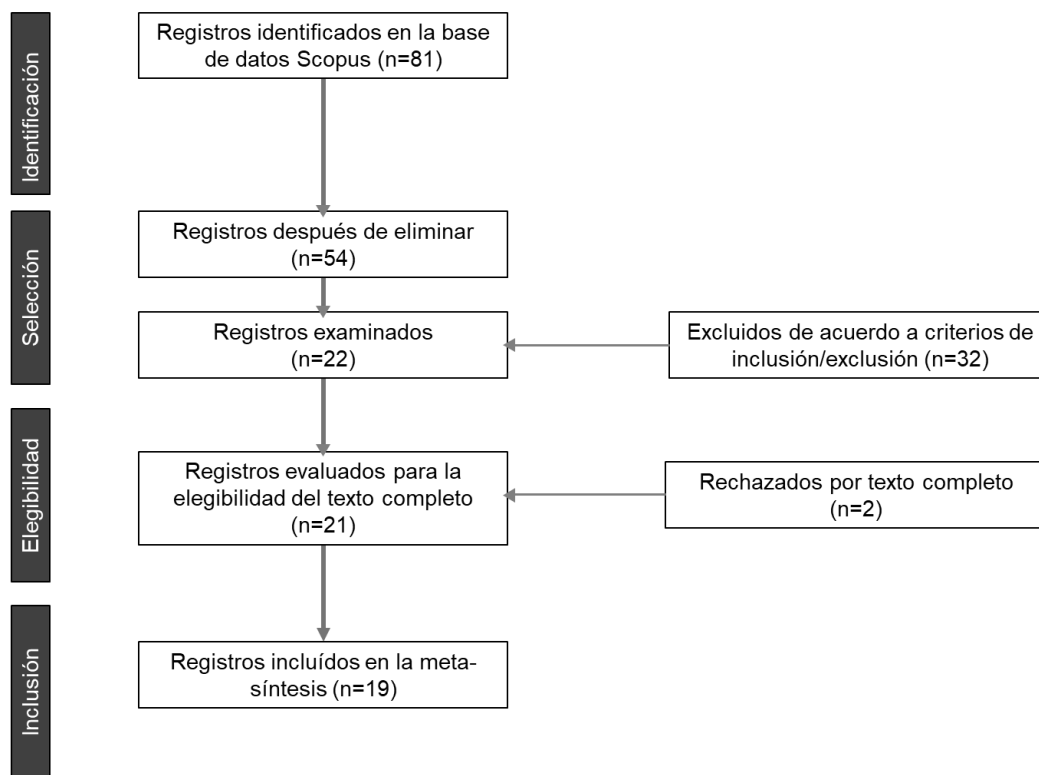 Identificación
Registros identificados en la base
de datos Scopus (n=81)
Selección
Registros después de eliminar
(n=54)
Registros examinados
(n=22)
Excluidos de acuerdo a criterios de
inclusión/exclusión (n=32)
Elegibilidad
Registros evaluados para la
elegibilidad del texto completo
(n=21)
Rechazados por texto completo
(n=2)
Inclusión
Registros incluídos en la meta-
síntesis (n=19)